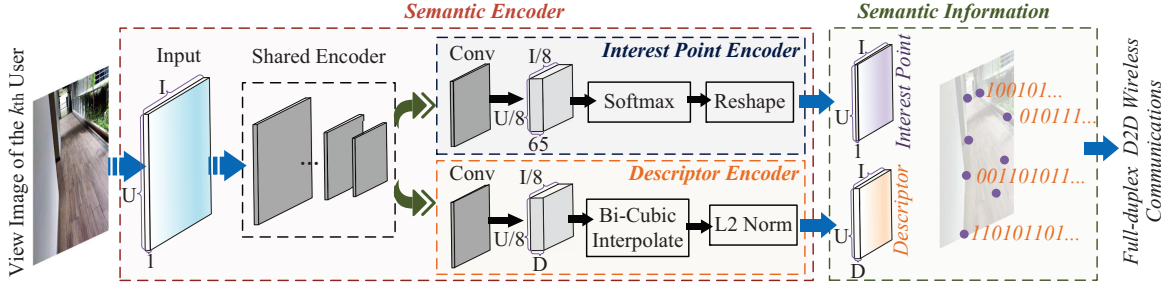 Semantic Encoder
Semantic Information
View Image of the kth User
Input
I
U
1
Shared Encoder
...
Conv
I/8
U/8
65
Interest Point Encoder
Softmax
Reshape
Conv
I/8
U/8
D
Descriptor Encoder
Bi-Cubic
Interpolate
L2 Norm
I
U
1
Interest Point
I
U
D
Descriptor
100101...
010111...
001101011...
110101101...
Full-duplex D2D Wireless
Communications